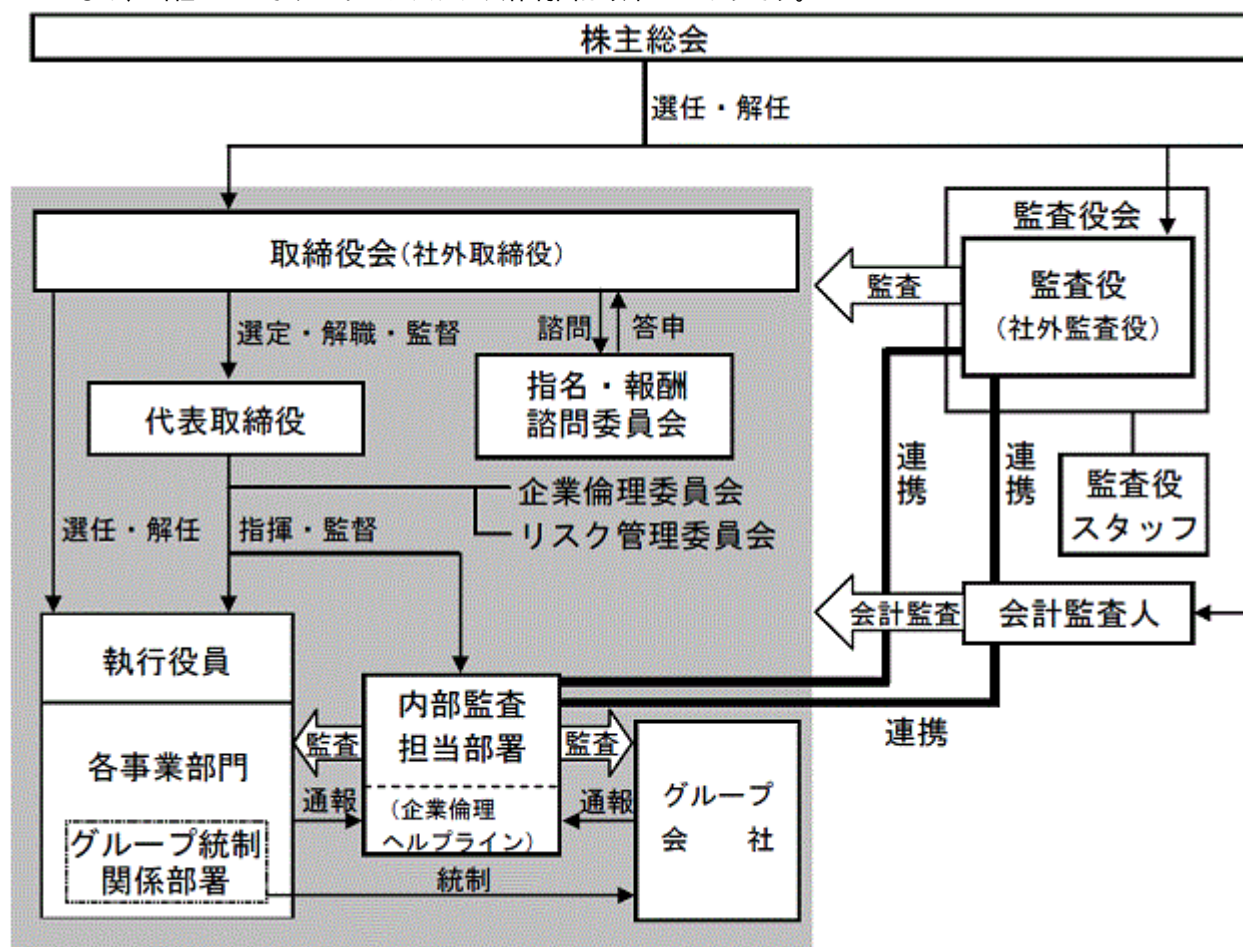 株主総会
選任・解任
取締役会(社外取締役)
監査役会
監査役
(社外監査役)
監査
選定・解職・監督
諮問
答申
代表取締役
指名・報酬
諮問委員会
連携
連携
監査役
スタッフ
企業倫理委員会
リスク管理委員会
選任・解任
指揮・監督
会計監査
会計監査人
執行役員
内部監査
担当部署
連携
監査
監査
各事業部門
グループ
会 社
通報
通報
(企業倫理
ヘルプライン)
グループ統制
関係部署
統制